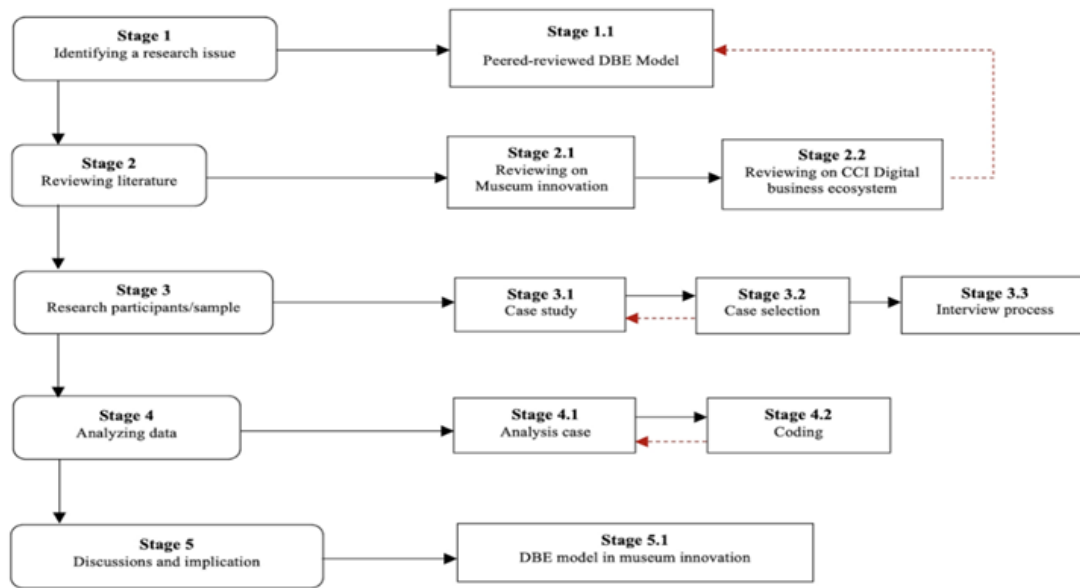 Stage 1
Identifying a research issue
Stage 1.1
Peered-reviewed DBE Model
Stage 2
Reviewing literature
Stage 2.1
Reviewing on
Museum innovation
Stage 2.2
Reviewing on CCI Digital
business ecosystem
Stage 3
Research participants/sample
Stage 3.1
Case study
Stage 3.2
Case selection
Stage 3.3
Interview process
Stage 4
Analyzing data
Stage 4.1
Analysis case
Stage 4.2
Coding
Stage 5
Discussions and implication
Stage 5.1
DBE model in museum innovation